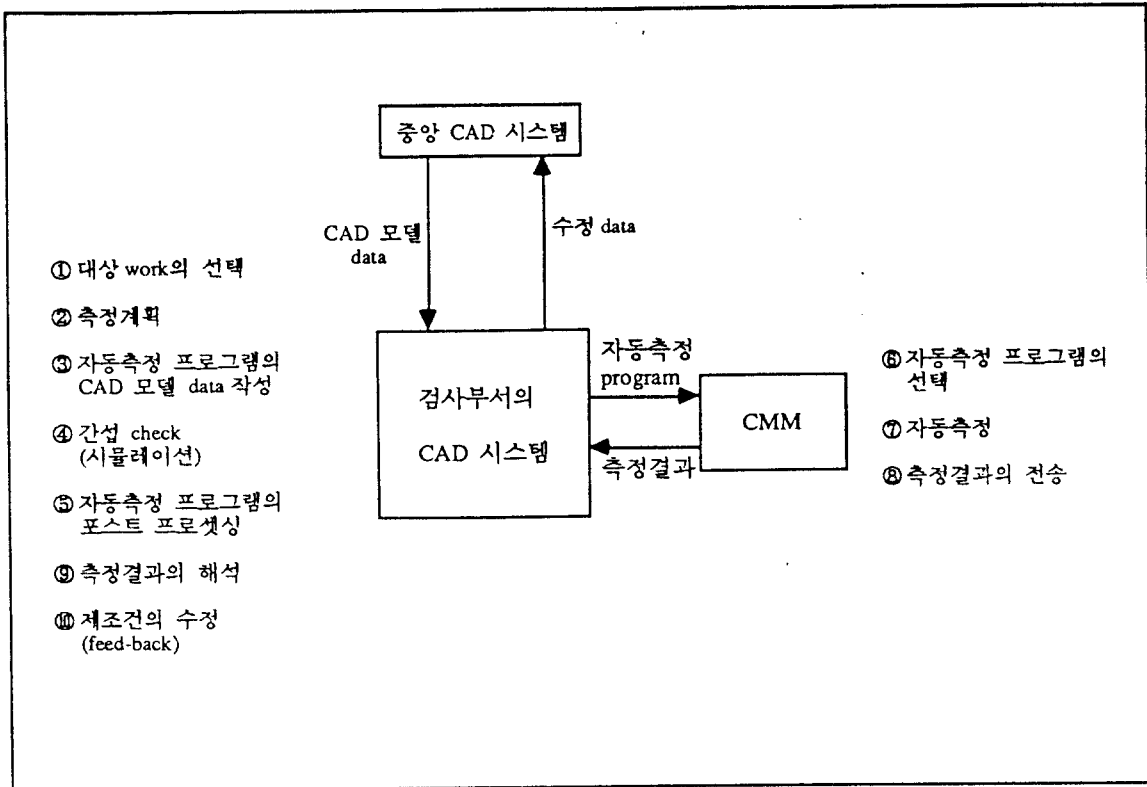 중앙 CAD 시스템
CAD 모델
data
수정 data
① 대상 work의 선택
② 측정계획
③ 자동측정 프로그램의
CAD 모델 data 작성
④ 간섭 check
(시뮬레이션)
⑤ 자동측정 프로그램의
포스트 프로셋싱
⑨ 측정결과의 해석
⑩ 제조건의 수정
(feed-back)
검사부서의
CAD 시스템
자동측정
program
측정결과
CMM
⑥ 자동측정 프로그램의
선택
⑦ 자동측정
⑧ 측정결과의 전송